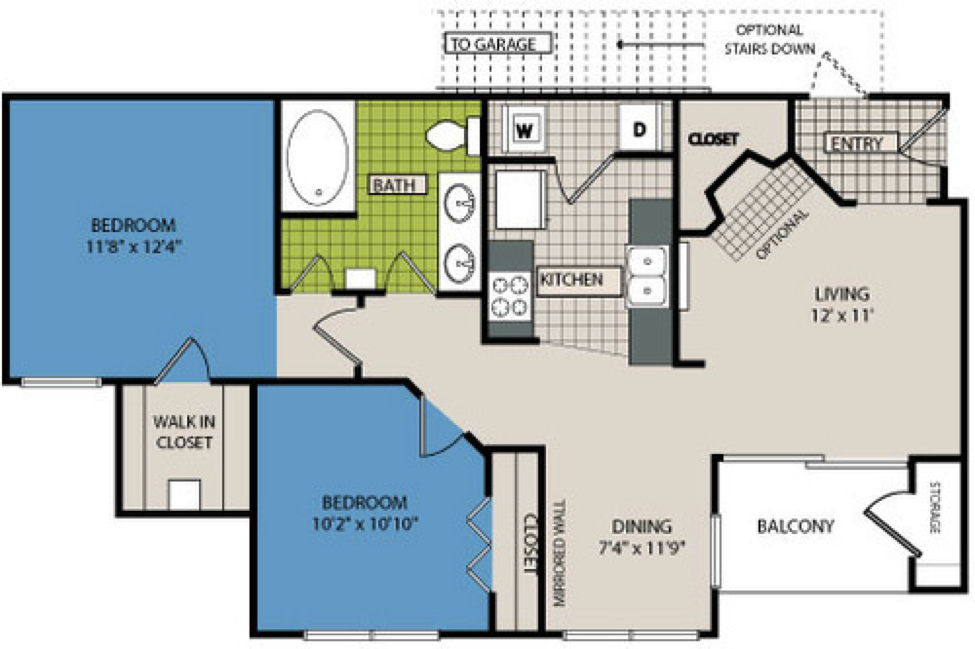 TO GARAGE
OPTIONAL
STAIRS DOWN
W
D
CLOSET
ENTRY
BATH
BEDROOM
11'8" x 12'4"
OPTIONAL
KITCHEN
LIVING
12' x 11'
WALK IN
CLOSET
BEDROOM
10'2" x 10'10"
CLOSET
MIRRORED WALL
DINING
7'4" x 11'9"
BALCONY
STORAGE